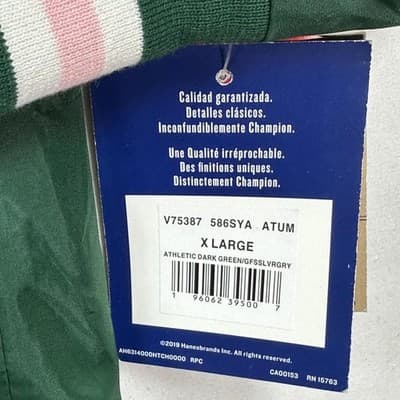 Calidad garantizada.
Detalles clásicos.
Inconfundiblemente Champion.
Une Qualité irréprochable.
Des finitions uniques.
Distinctement Champion.
V75387 586SYA ATUM
X LARGE
ATHLETIC DARK GREEN/GFSSLVRGRY
1 96062 39500 7
©2019 Hanesbrands Inc. All Rights Reserved.
AH6314000HTCH0000 RPC CA00153 RN 15763